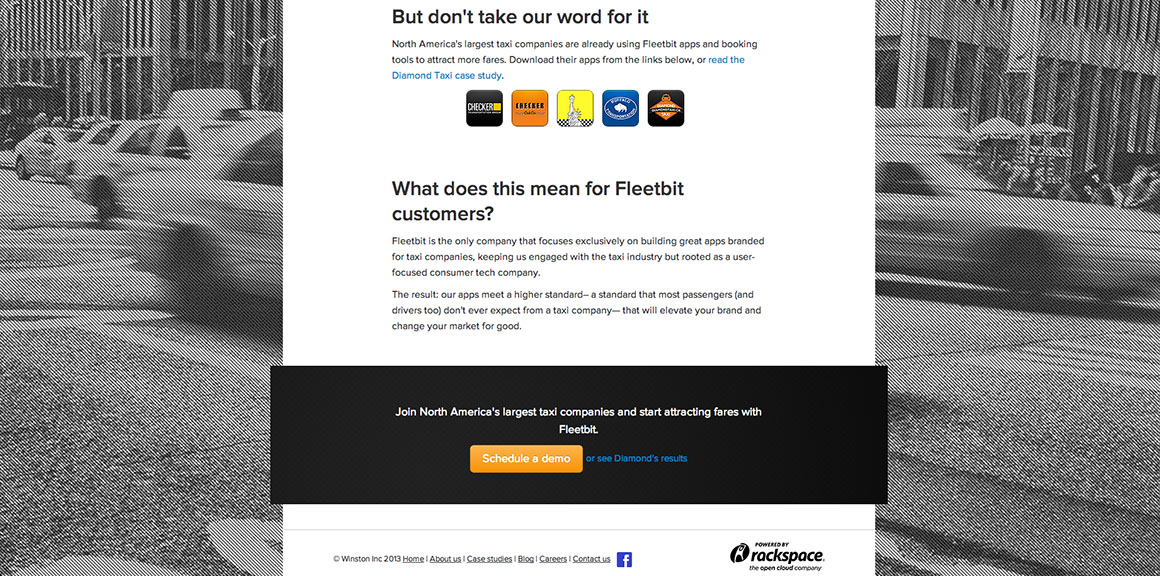 But don't take our word for it
North America's largest taxi companies are already using Fleetbit apps and booking
tools to attract more fares. Download their apps from the links below, or read the
Diamond Taxi case study.
CHECKER
CHECKER
BUFFALO
TRANSPORTATION
DIAMOND
TAXI
What does this mean for Fleetbit
customers?
Fleetbit is the only company that focuses exclusively on building great apps branded
for taxi companies, keeping us engaged with the taxi industry but rooted as a user-
focused consumer tech company.
The result: our apps meet a higher standard– a standard that most passengers (and
drivers too) don't ever expect from a taxi company— that will elevate your brand and
change your market for good.
Join North America's largest taxi companies and start attracting fares with
Fleetbit.
Schedule a demo or see Diamond's results
© Winston Inc 2013 Home | About us | Case studies | Blog | Careers | Contact us
POWERED BY
rackspace.
the open cloud company